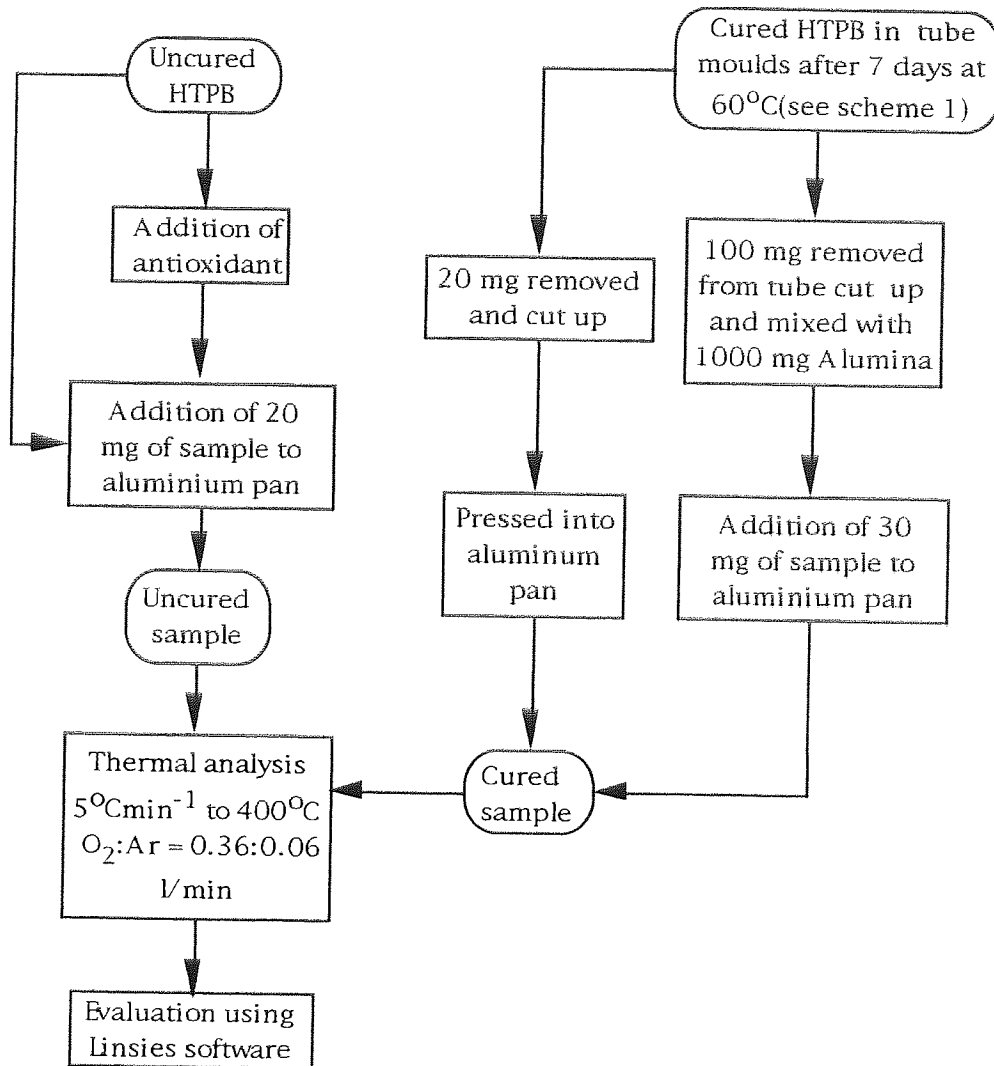 Uncured
HTPB
Addition of
antioxidant
Addition of 20
mg of sample to
aluminium pan
Uncured
sample
Thermal analysis
5°Cmin⁻¹ to 400°C
O₂:Ar = 0.36:0.06
l/min
Evaluation using
Linsies software
Cured HTPB in tube
moulds after 7 days at
60°C(see scheme 1)
20 mg removed
and cut up
Pressed into
aluminum
pan
100 mg removed
from tube cut up
and mixed with
1000 mg Alumina
Addition of 30
mg of sample to
aluminium pan
Cured
sample